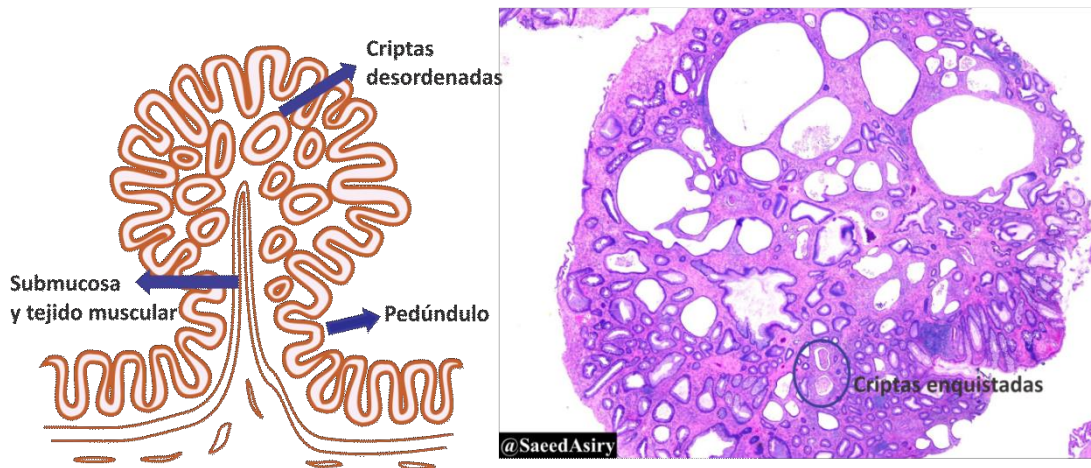 Criptas
desordenadas
Submucosa
y tejido muscular
Pedúndulo
Criptas enquistadas
@SaeedAsiry